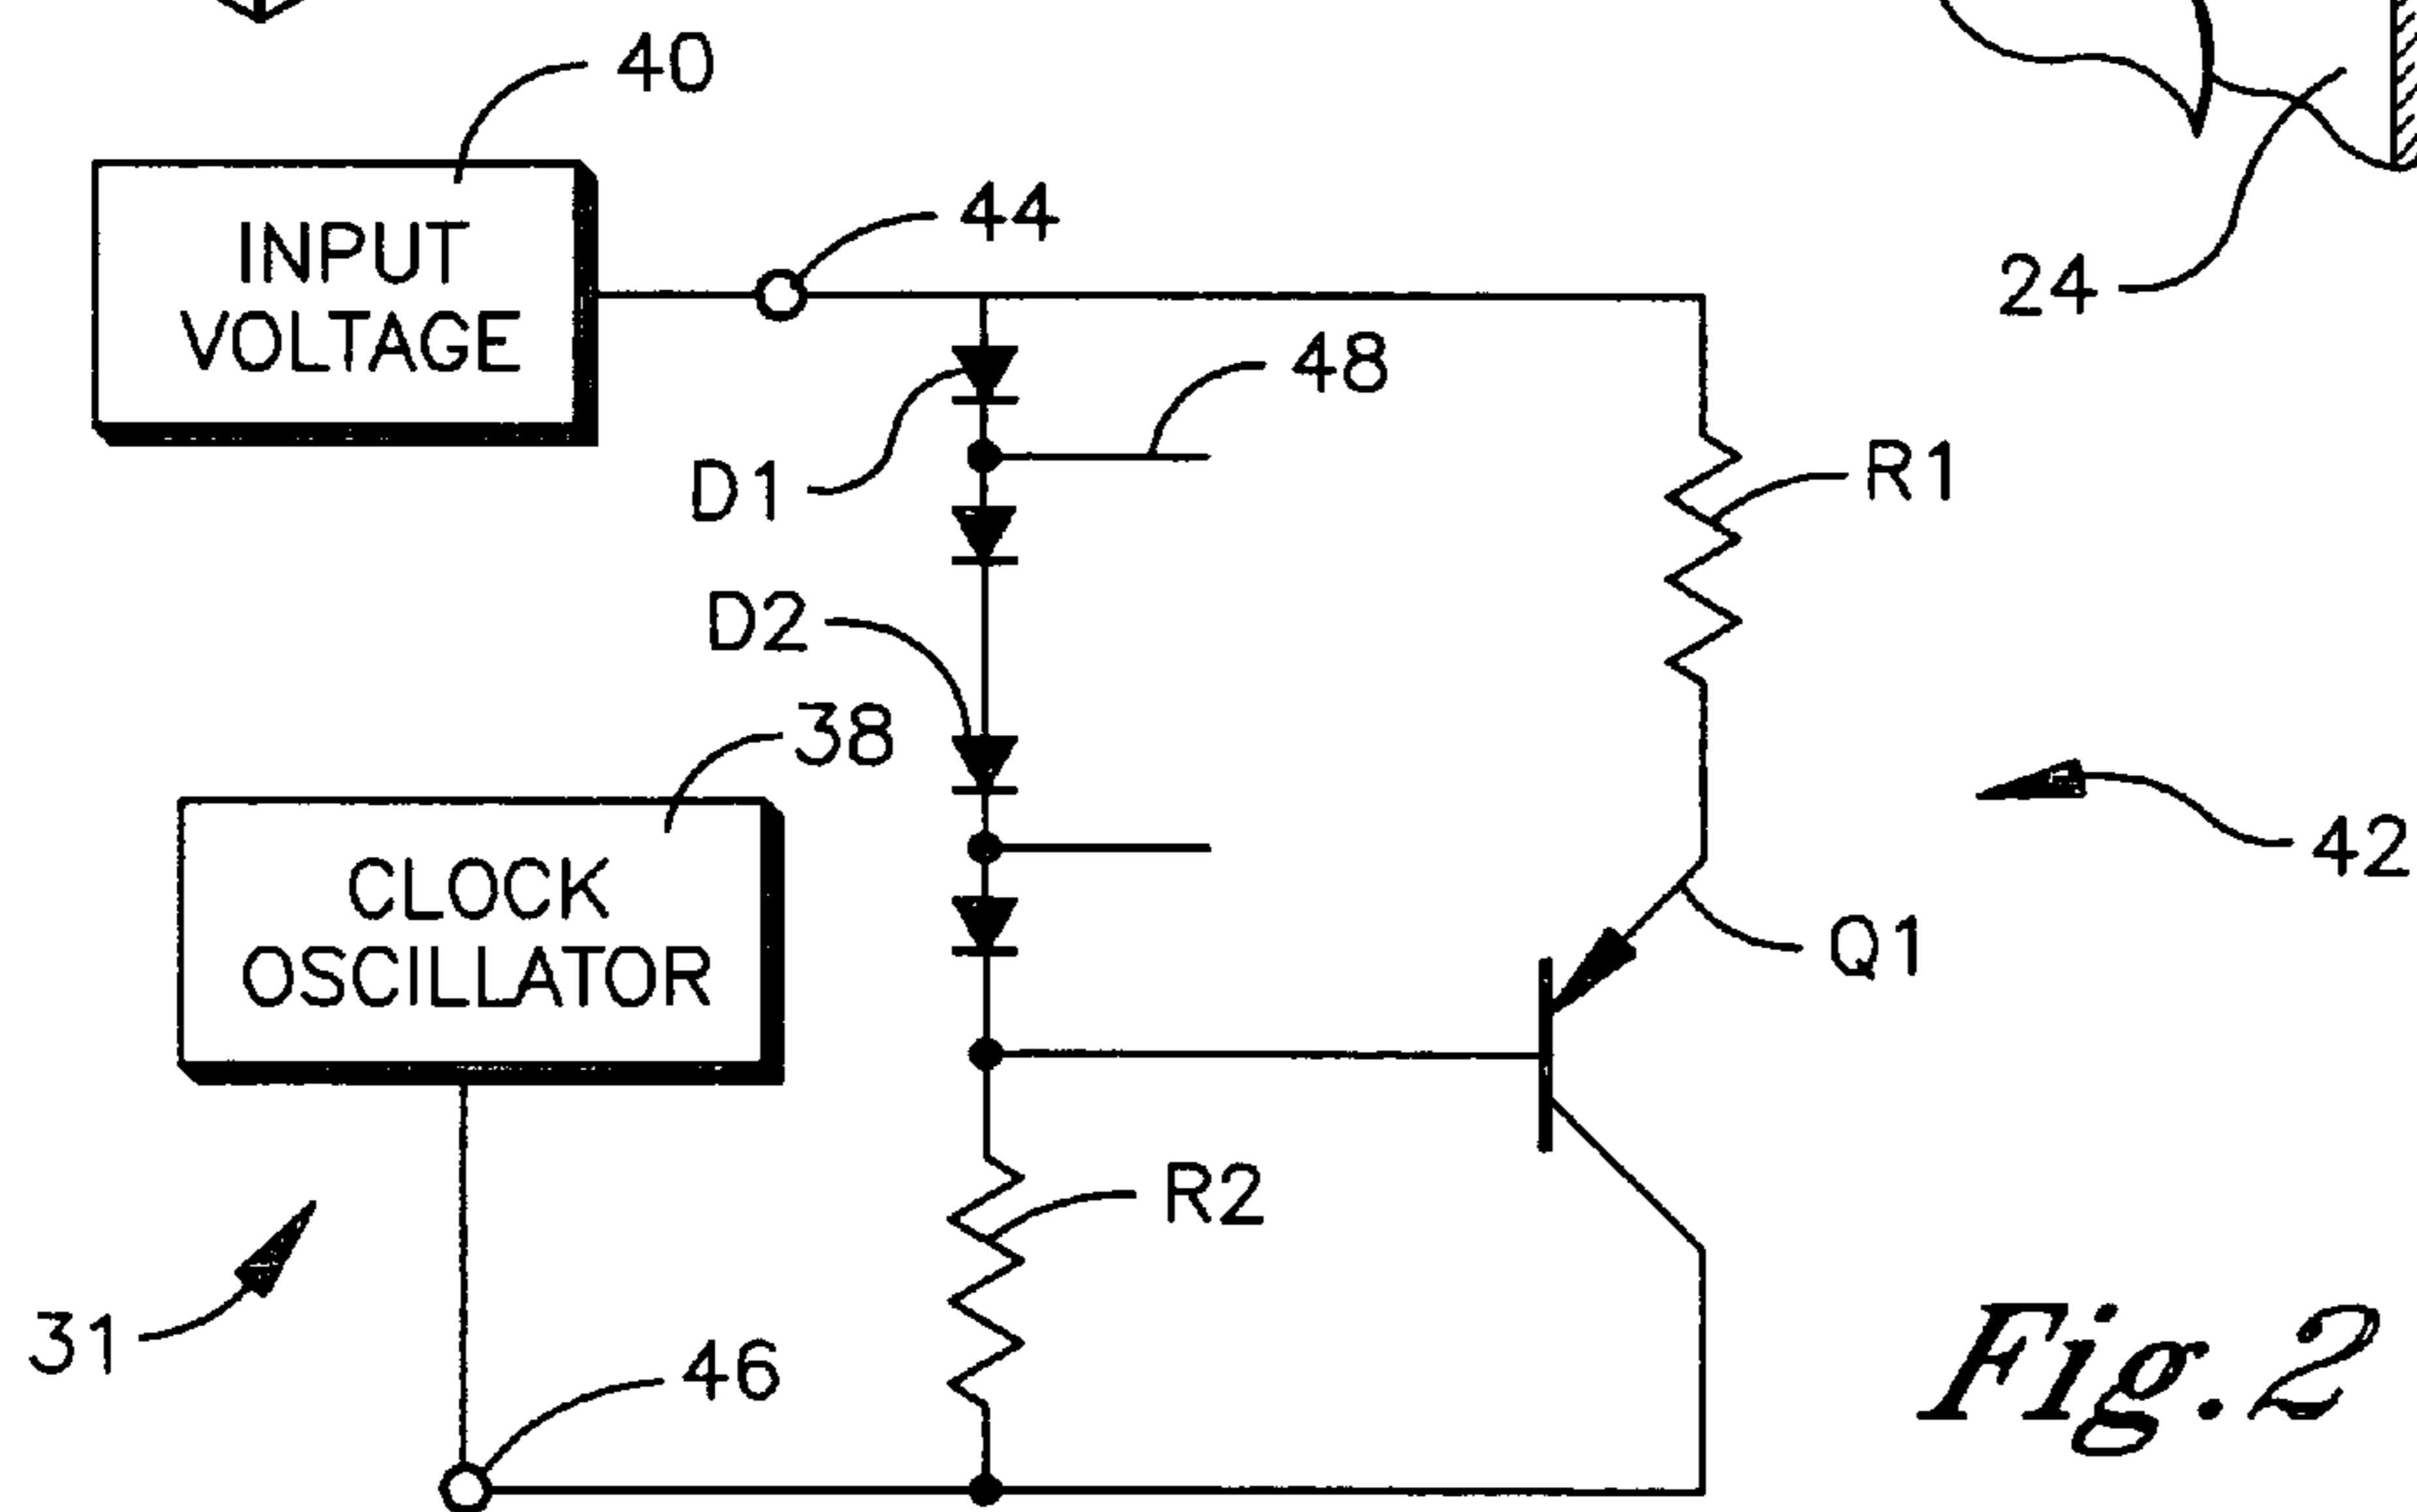 40
INPUT
VOLTAGE
44
24
48
D1
R1
D2
38
CLOCK
OSCILLATOR
42
Q1
R2
31
46
Fig.2